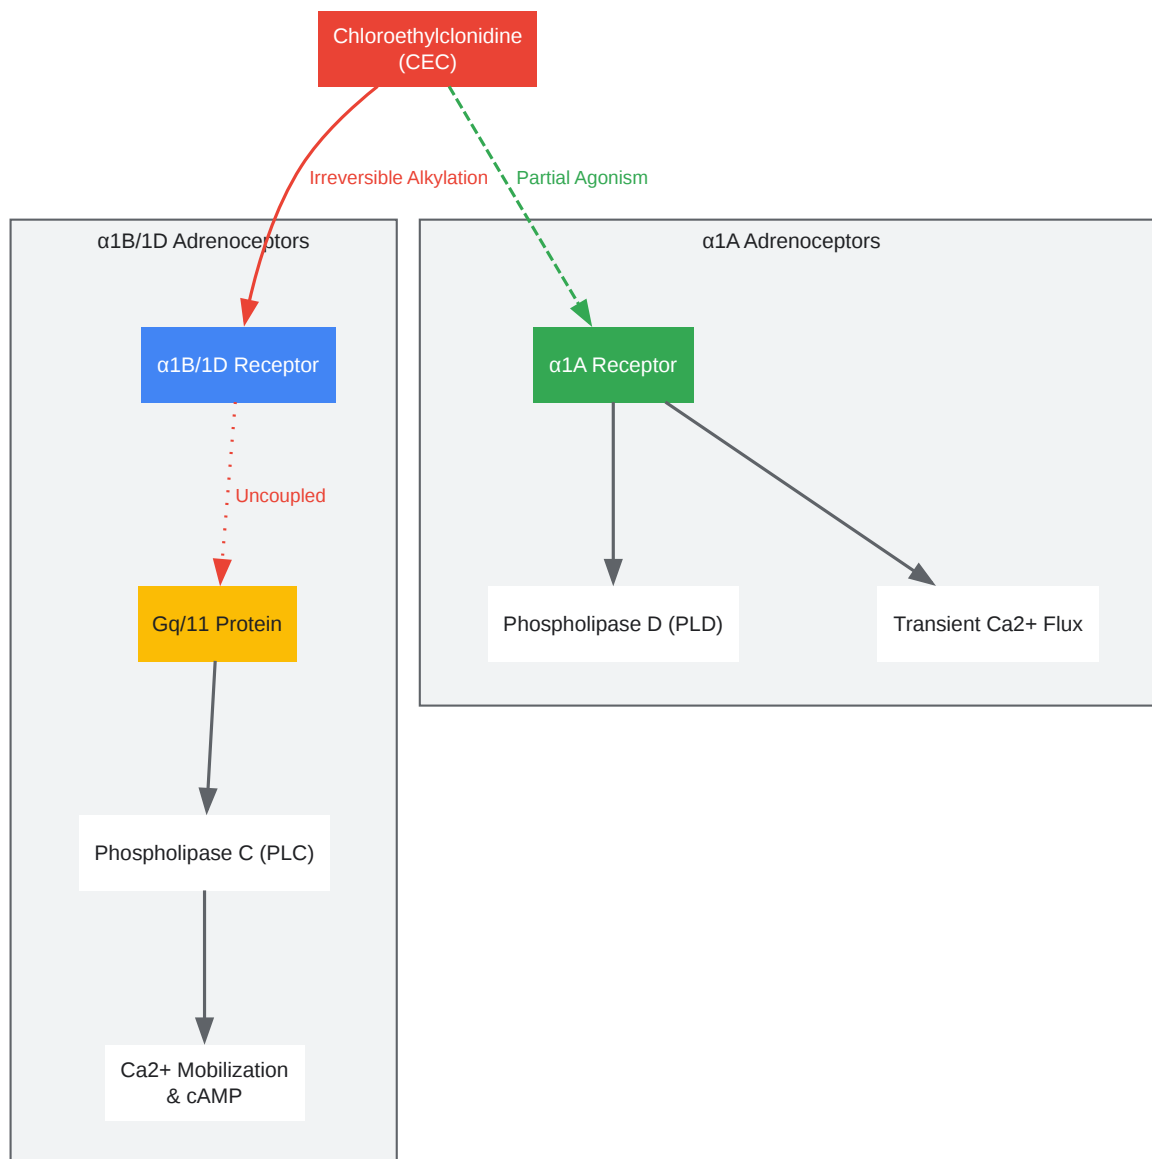 Chloroethylclonidine
(CEC)
Irreversible Alkylation
Partial Agonism
α1B/1D Adrenoceptors
α1A Adrenoceptors
α1B/1D Receptor
α1A Receptor
Uncoupled
Gq/11 Protein
Phospholipase D (PLD)
Transient Ca2+ Flux
Phospholipase C (PLC)
Ca2+ Mobilization
& cAMP